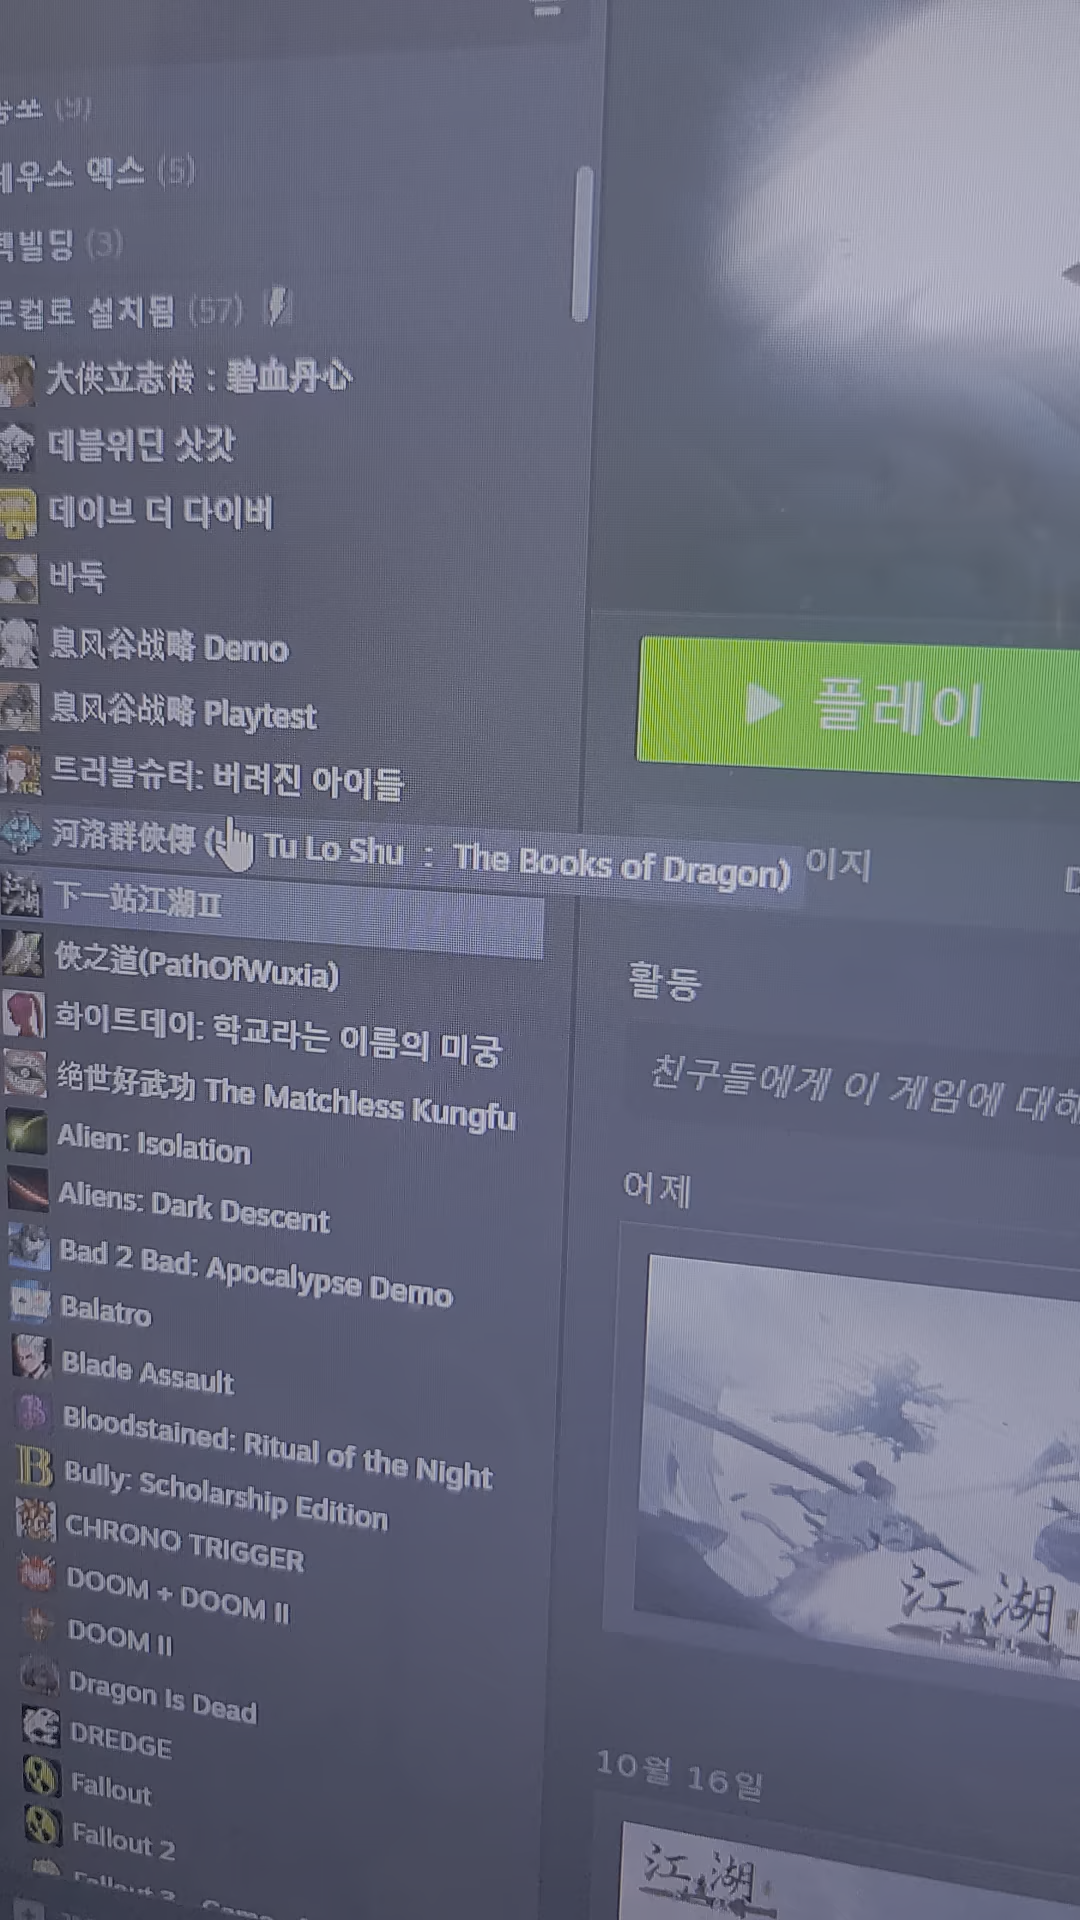 우스 엑스 (5)
빌딩 (3)
로컬로 설치됨 (57)
大侠立志传：碧血丹心
데블위딘 삿갓
데이브 더 다이버
바둑
息风谷战略 Demo
息风谷战略 Playtest
트러블슈터: 버려진 아이들
河洛群俠傳 ( Tu Lo Shu ： The Books of Dragon)
下一站江湖Ⅱ
俠之道(PathOfWuxia)
화이트데이: 학교라는 이름의 미궁
绝世好武功 The Matchless Kungfu
Alien: Isolation
Aliens: Dark Descent
Bad 2 Bad: Apocalypse Demo
Balatro
Blade Assault
Bloodstained: Ritual of the Night
Bully: Scholarship Edition
CHRONO TRIGGER
DOOM + DOOM II
DOOM II
Dragon Is Dead
DREDGE
Fallout
Fallout 2
Fallout 3
플레이
이지
활동
친구들에게 이 게임에 대해
어제
江湖
10월 16일
江湖